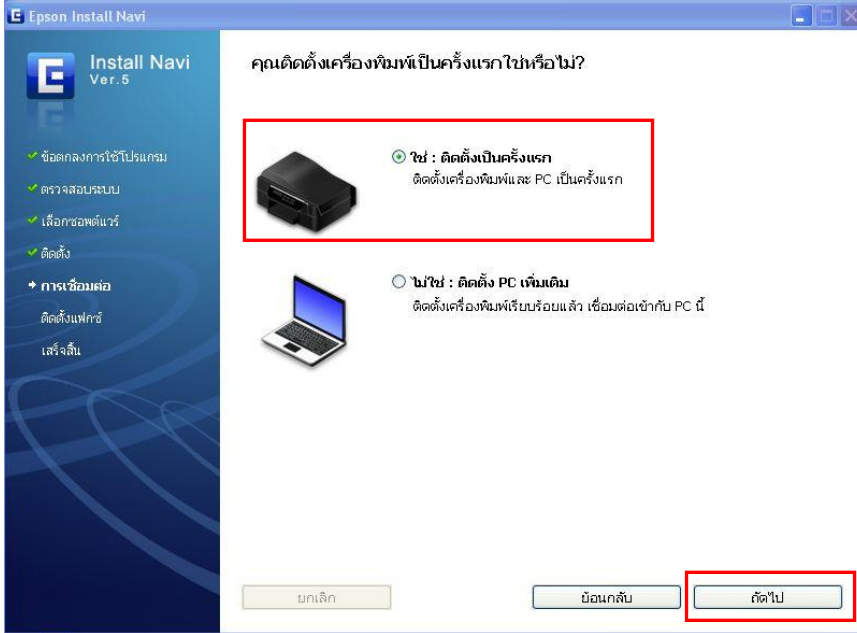 Epson Install Navi
Install Navi
Ver.5
คุณติดตั้งเครื่องพิมพ์เป็นครั้งแรกใช่หรือไม่?
ข้อตกลงการใช้โปรแกรม
ตรวจสอบระบบ
เลือกซอฟต์แวร์
ติดตั้ง
การเชื่อมต่อ
ติดตั้งแฟกซ์
เสร็จสิ้น
ใช่ : ติดตั้งเป็นครั้งแรก
ติดตั้งเครื่องพิมพ์และ PC เป็นครั้งแรก
ไม่ใช่ : ติดตั้ง PC เพิ่มเติม
ติดตั้งเครื่องพิมพ์เรียบร้อยแล้ว เชื่อมต่อเข้ากับ PC นี้
ยกเลิก
ย้อนกลับ
ถัดไป